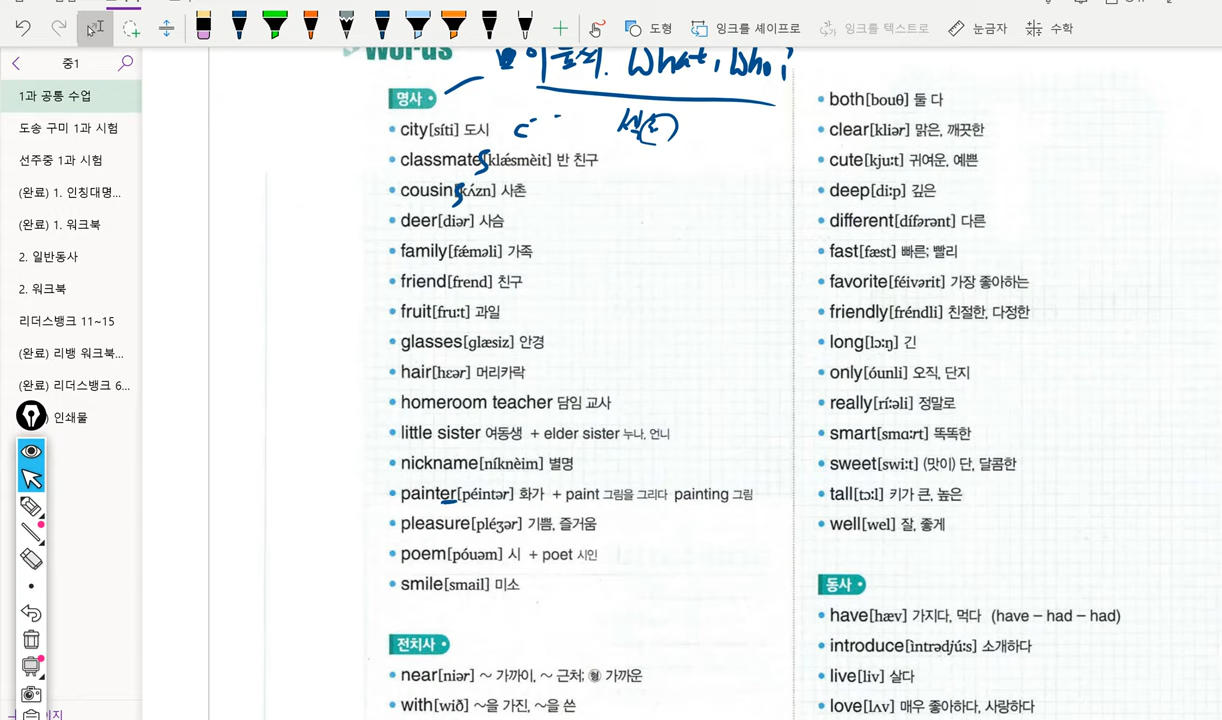 도형
잉크를 셰이프로
잉크를 텍스트로
눈금자
수학
중1
1과 공통 수업
도송 구미 1과 시험
선주중 1과 시험
(완료) 1. 인칭대명...
(완료) 1. 워크북
2. 일반동사
2. 워크북
리더스뱅크 11~15
(완료) 리뱅 워크북...
(완료) 리더스뱅크 6...
인쇄물
Words
What, Who,
명사
city[síti] 도시
classmate[klǽsmèit] 반 친구
s
cousin[kʌ́zn] 사촌
s
deer[diər] 사슴
family[fǽməli] 가족
friend[frend] 친구
fruit[fruːt] 과일
glasses[glæsiz] 안경
hair[hɛər] 머리카락
homeroom teacher 담임 교사
little sister 여동생 + elder sister 누나, 언니
nickname[níknèim] 별명
painter[péintər] 화가 + paint 그림을 그리다 painting 그림
pleasure[pléʒər] 기쁨, 즐거움
poem[póuəm] 시 + poet 시인
smile[smail] 미소
전치사
near[niər] ~ 가까이, ~ 근처; 형 가까운
with[wið] ~을 가진, ~을 쓴
both[bouθ] 둘 다
clear[kliər] 맑은, 깨끗한
cute[kjuːt] 귀여운, 예쁜
deep[diːp] 깊은
different[dífərənt] 다른
fast[fæst] 빠른; 빨리
favorite[féivərit] 가장 좋아하는
friendly[fréndli] 친절한, 다정한
long[lɔːŋ] 긴
only[óunli] 오직, 단지
really[ríːəli] 정말로
smart[smɑːrt] 똑똑한
sweet[swiːt] (맛이) 단, 달콤한
tall[tɔːl] 키가 큰, 높은
well[wel] 잘, 좋게
동사
have[hæv] 가지다, 먹다 (have – had – had)
introduce[ìntrədjúːs] 소개하다
live[liv] 살다
love[lʌv] 매우 좋아하다, 사랑하다